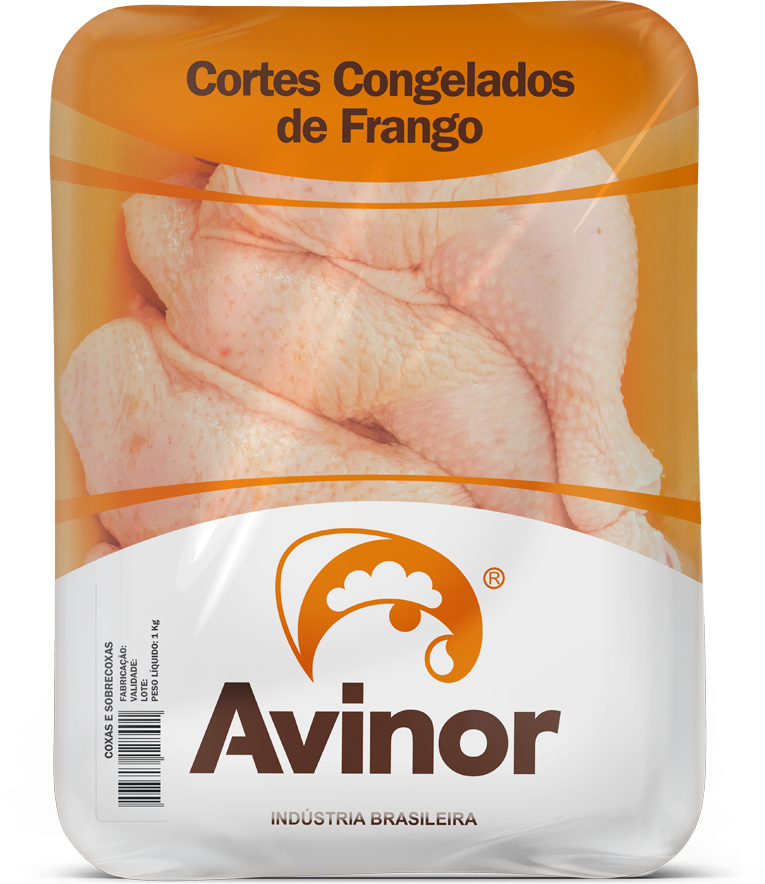 Cortes Congelados
de Frango
®
Avinor
INDÚSTRIA BRASILEIRA
COXAS E SOBRECOXAS
FABRICAÇÃO:
VALIDADE:
LOTE:
PESO LÍQUIDO: 1 Kg